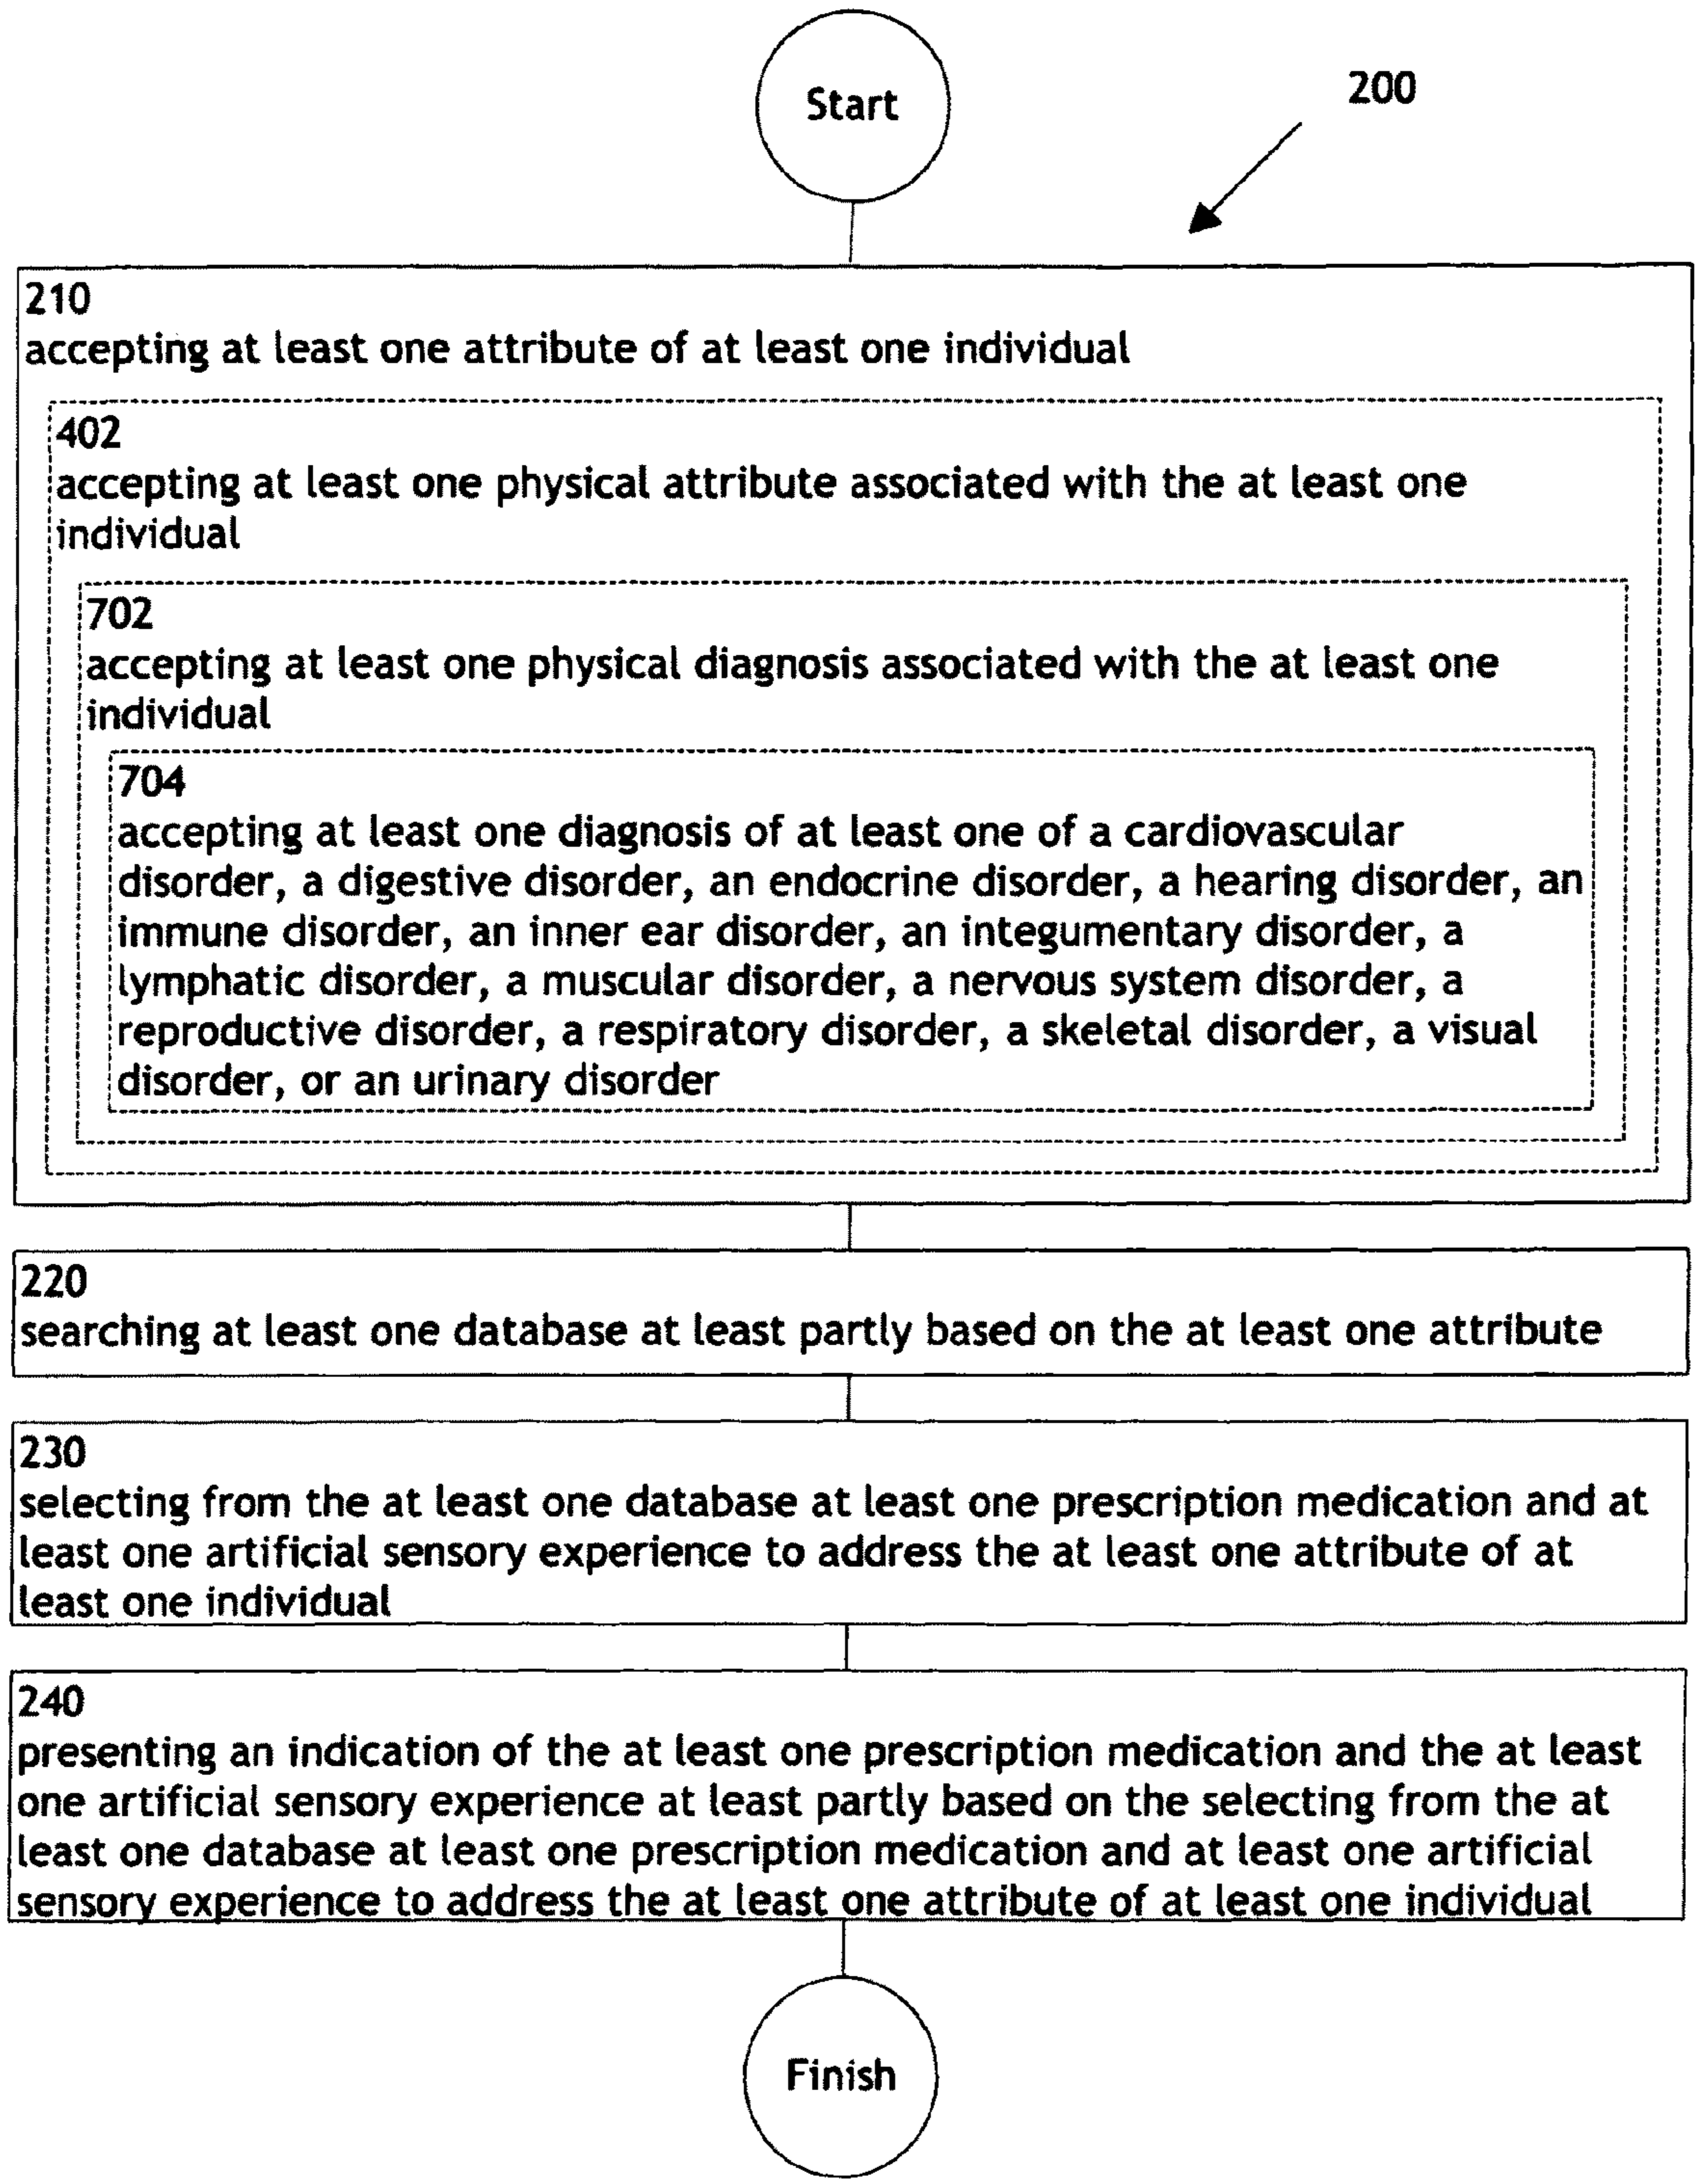 Start
200
210
accepting at least one attribute of at least one individual
402
accepting at least one physical attribute associated with the at least one
individual
702
accepting at least one physical diagnosis associated with the at least one
individual
704
accepting at least one diagnosis of at least one of a cardiovascular
disorder, a digestive disorder, an endocrine disorder, a hearing disorder, an
immune disorder, an inner ear disorder, an integumentary disorder, a
lymphatic disorder, a muscular disorder, a nervous system disorder, a
reproductive disorder, a respiratory disorder, a skeletal disorder, a visual
disorder, or an urinary disorder
220
searching at least one database at least partly based on the at least one attribute
230
selecting from the at least one database at least one prescription medication and at
least one artificial sensory experience to address the at least one attribute of at
least one individual
240
presenting an indication of the at least one prescription medication and the at least
one artificial sensory experience at least partly based on the selecting from the at
least one database at least one prescription medication and at least one artificial
sensory experience to address the at least one attribute of at least one individual
Finish